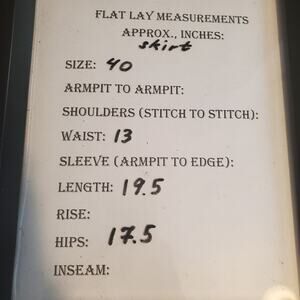 FLAT LAY MEASUREMENTS
APPROX., INCHES:
skirt
SIZE: 40
ARMPIT TO ARMPIT:
SHOULDERS (STITCH TO STITCH):
WAIST: 13
SLEEVE (ARMPIT TO EDGE):
LENGTH: 19.5
RISE:
HIPS: 17.5
INSEAM: